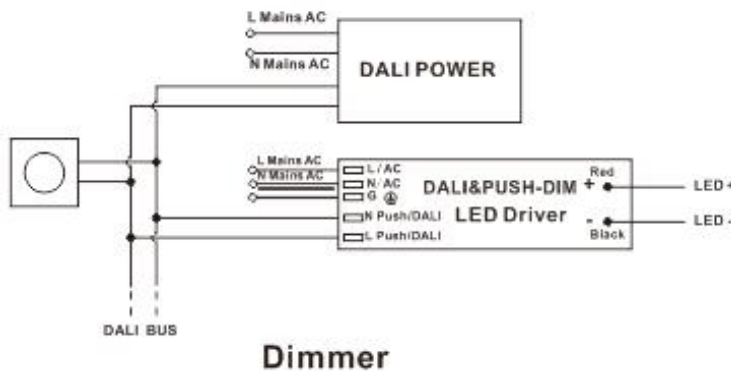 L Mains AC
N Mains AC
DALI POWER
L Mains AC
N Mains AC
L/AC
N/AC
G
N Push/DALI
L Push/DALI
DALI&PUSH-DIM
LED Driver
Red
+
-
Black
LED +
LED -
DALI BUS
Dimmer